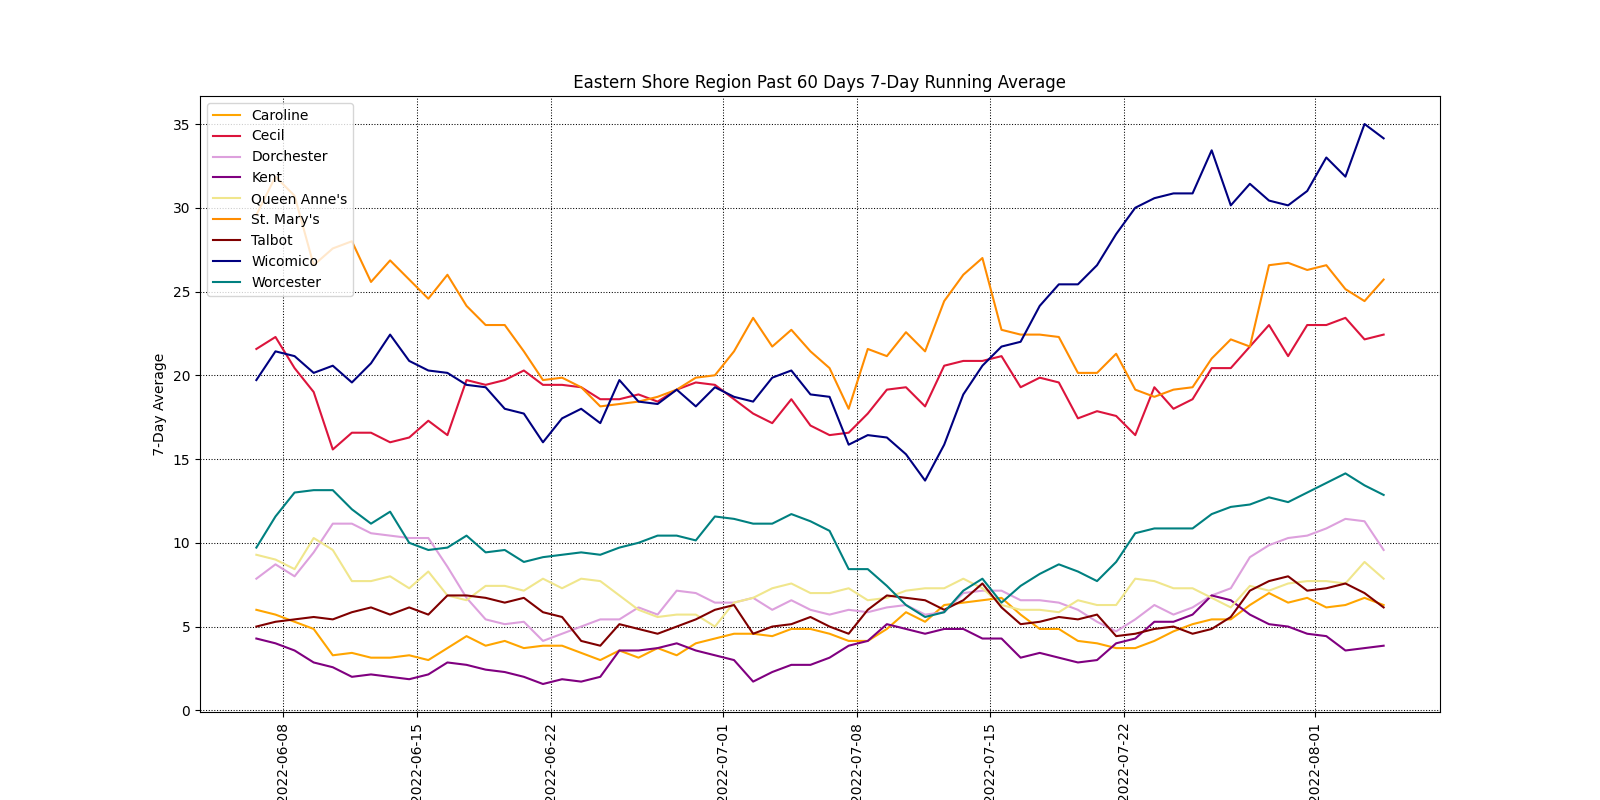 Eastern Shore Region Past 60 Days 7-Day Running Average
Caroline
Cecil
Dorchester
Kent
Queen Anne's
St. Mary's
Talbot
Wicomico
Worcester
7-Day Average
35
30
25
20
15
10
5
0
2022-06-08
2022-06-15
2022-06-22
2022-07-01
2022-07-08
2022-07-15
2022-07-22
2022-08-01